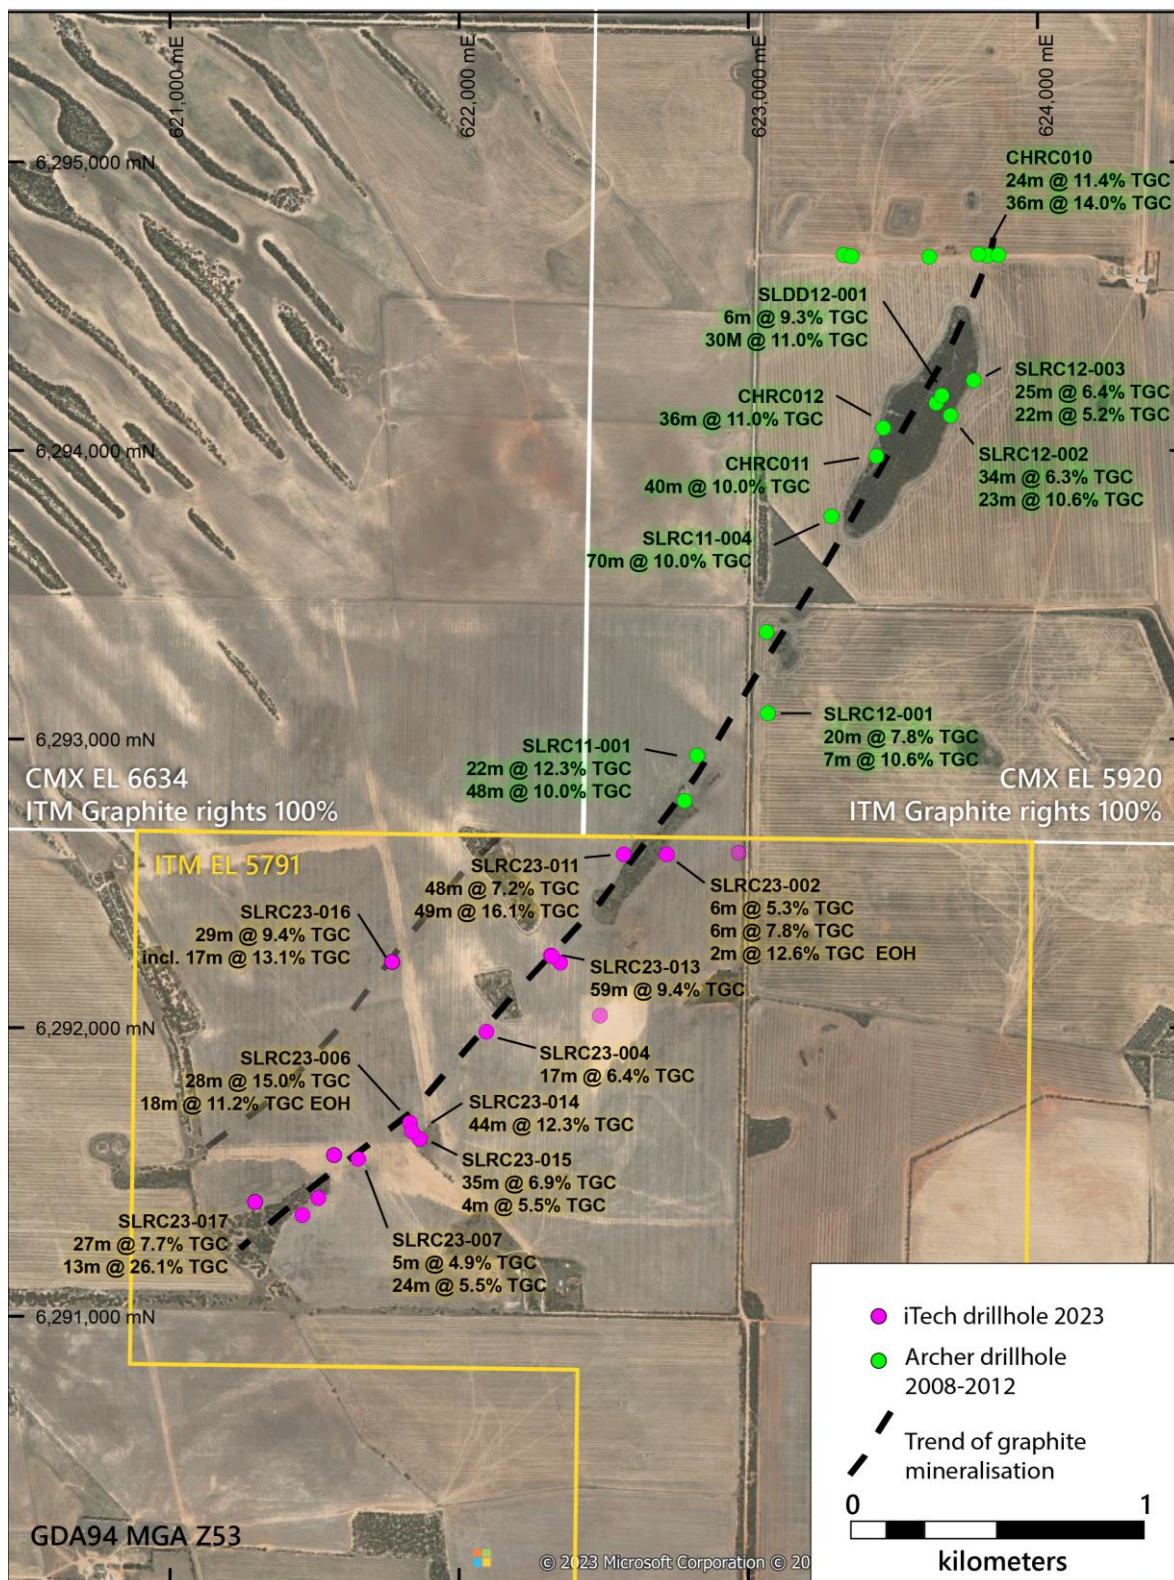 621,000 mE
622,000 mE
623,000 mE
624,000 mE
6,295,000 mN
CHRC010
24m @ 11.4% TGC
36m @ 14.0% TGC
SLDD12-001
6m @ 9.3% TGC
30M @ 11.0% TGC
SLRC12-003
25m @ 6.4% TGC
22m @ 5.2% TGC
CHRC012
36m @ 11.0% TGC
6,294,000 mN
CHRC011
40m @ 10.0% TGC
SLRC12-002
34m @ 6.3% TGC
23m @ 10.6% TGC
SLRC11-004
70m @ 10.0% TGC
SLRC12-001
20m @ 7.8% TGC
7m @ 10.6% TGC
6,293,000 mN
SLRC11-001
22m @ 12.3% TGC
48m @ 10.0% TGC
CMX EL 6634
ITM Graphite rights 100%
CMX EL 5920
ITM Graphite rights 100%
ITM EL 5791
SLRC23-011
48m @ 7.2% TGC
49m @ 16.1% TGC
SLRC23-002
6m @ 5.3% TGC
6m @ 7.8% TGC
2m @ 12.6% TGC EOH
SLRC23-016
29m @ 9.4% TGC
incl. 17m @ 13.1% TGC
SLRC23-013
59m @ 9.4% TGC
6,292,000 mN
SLRC23-006
28m @ 15.0% TGC
18m @ 11.2% TGC EOH
SLRC23-004
17m @ 6.4% TGC
SLRC23-014
44m @ 12.3% TGC
SLRC23-015
35m @ 6.9% TGC
4m @ 5.5% TGC
SLRC23-017
27m @ 7.7% TGC
13m @ 26.1% TGC
SLRC23-007
5m @ 4.9% TGC
24m @ 5.5% TGC
6,291,000 mN
iTech drillhole 2023
Archer drillhole
2008-2012
Trend of graphite
mineralisation
0 1
kilometers
GDA94 MGA Z53
© 2023 Microsoft Corporation © 20